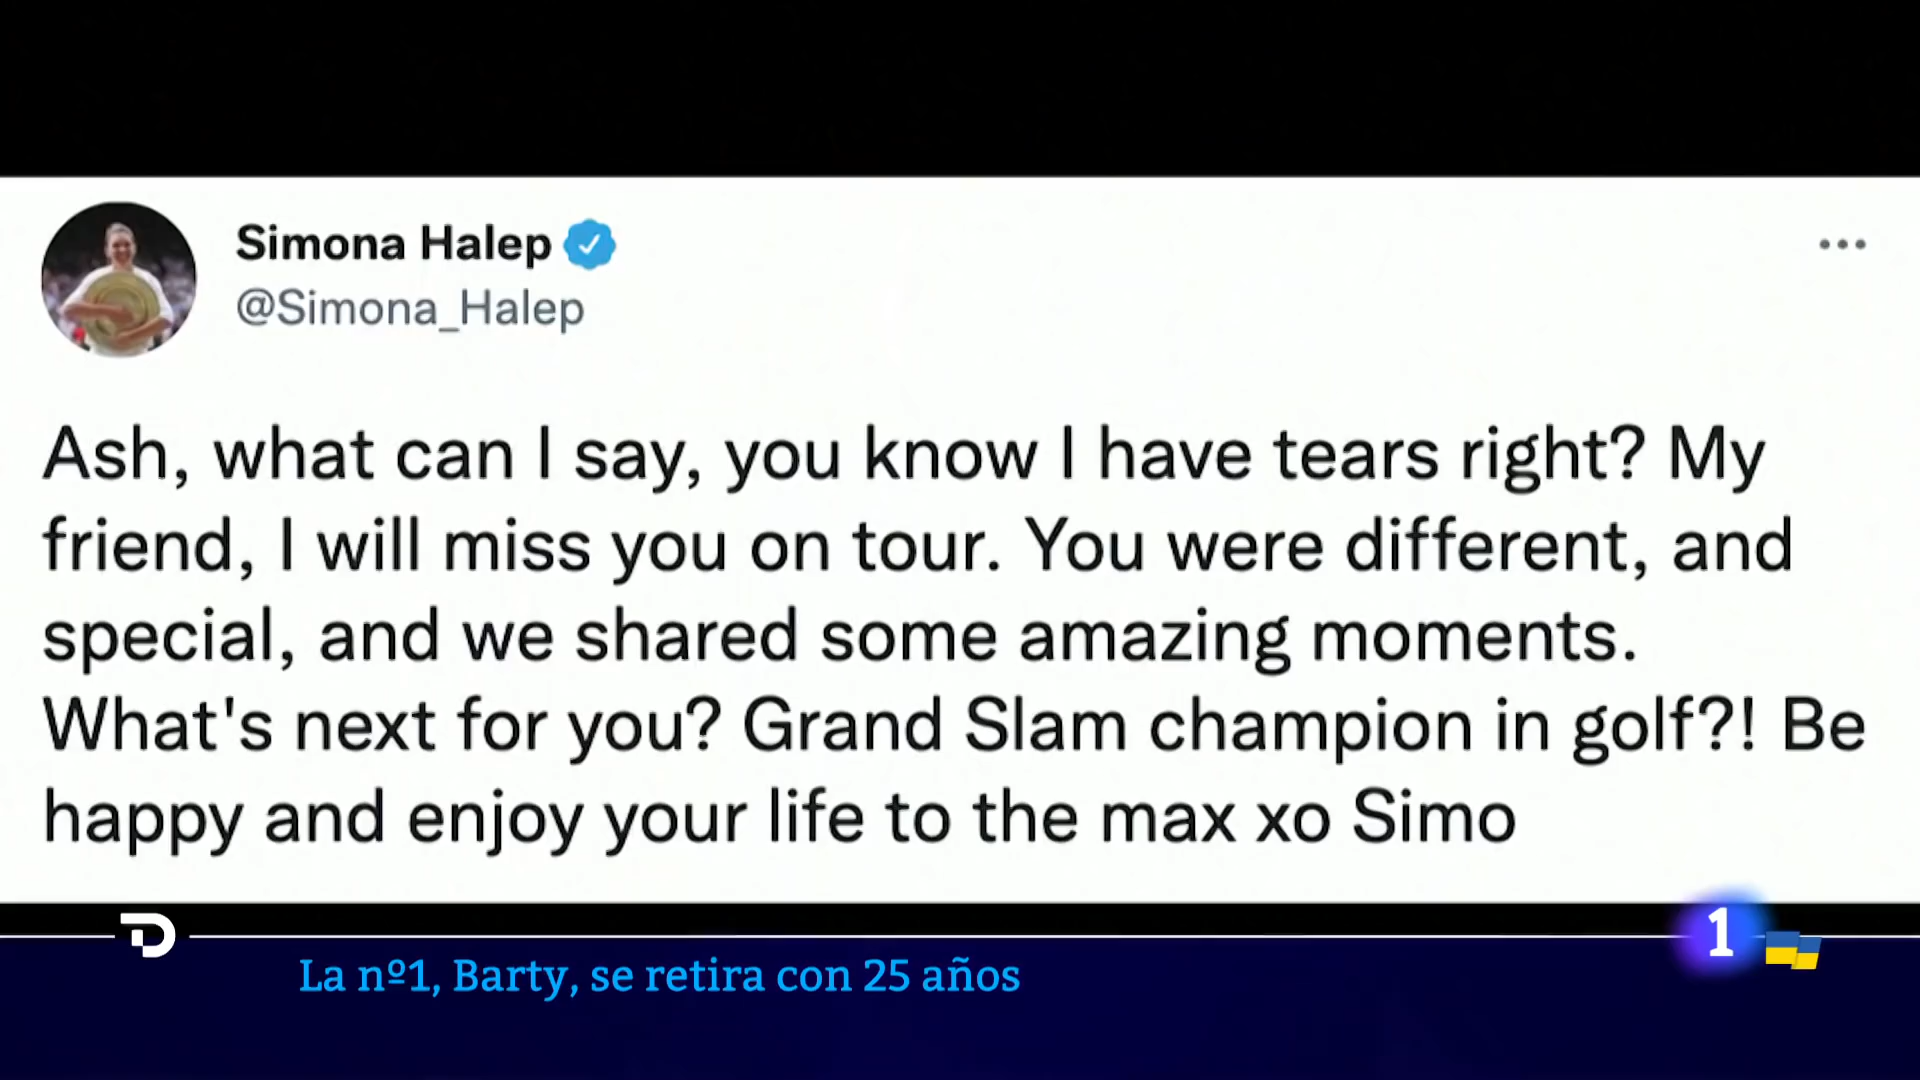 Simona Halep
@Simona_Halep
Ash, what can I say, you know I have tears right? My
friend, I will miss you on tour. You were different, and
special, and we shared some amazing moments.
What's next for you? Grand Slam champion in golf?! Be
happy and enjoy your life to the max xo Simo
D
1
La nº1, Barty, se retira con 25 años